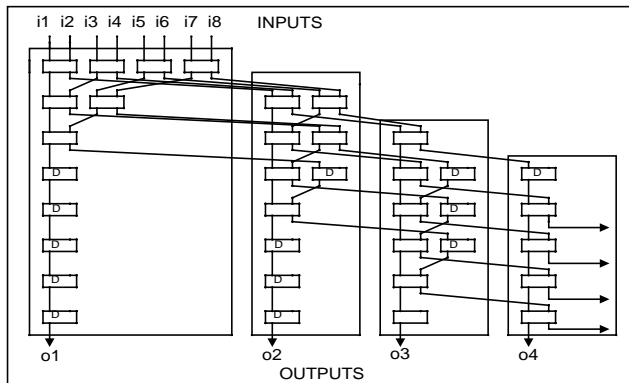 i1 i2 i3 i4 i5 i6 i7 i8 INPUTS
D D D D
D D
D D D
D D
D D
o1 o2 o3 o4
OUTPUTS